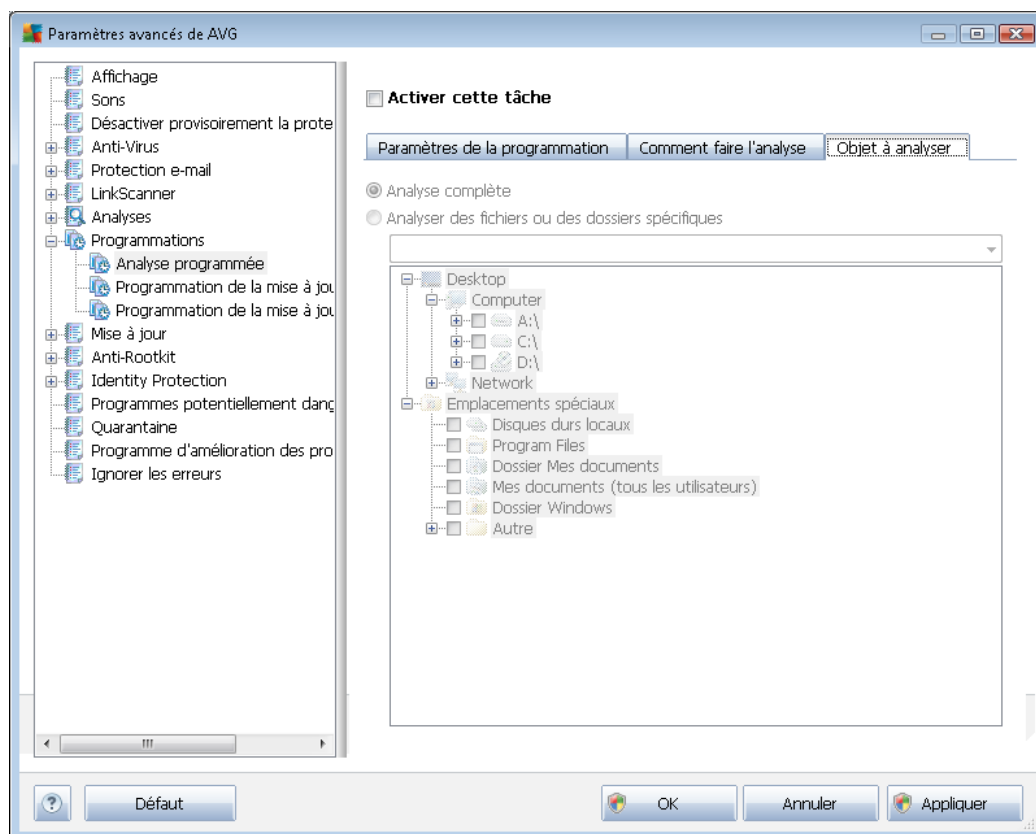 Paramètres avancés de AVG
Affichage
Sons
Désactiver provisoirement la prote
Anti-Virus
Protection e-mail
LinkScanner
Analyses
Programmations
Analyse programmée
Programmation de la mise à jou
Programmation de la mise à jou
Mise à jour
Anti-Rootkit
Identity Protection
Programmes potentiellement dang
Quarantaine
Programme d'amélioration des pro
Ignorer les erreurs
Activer cette tâche
Paramètres de la programmation
Comment faire l'analyse
Objet à analyser
Analyse complète
Analyser des fichiers ou des dossiers spécifiques
Desktop
Computer
A:\
C:\
D:\
Network
Emplacements spéciaux
Disques durs locaux
Program Files
Dossier Mes documents
Mes documents (tous les utilisateurs)
Dossier Windows
Autre
?
Défaut
OK
Annuler
Appliquer